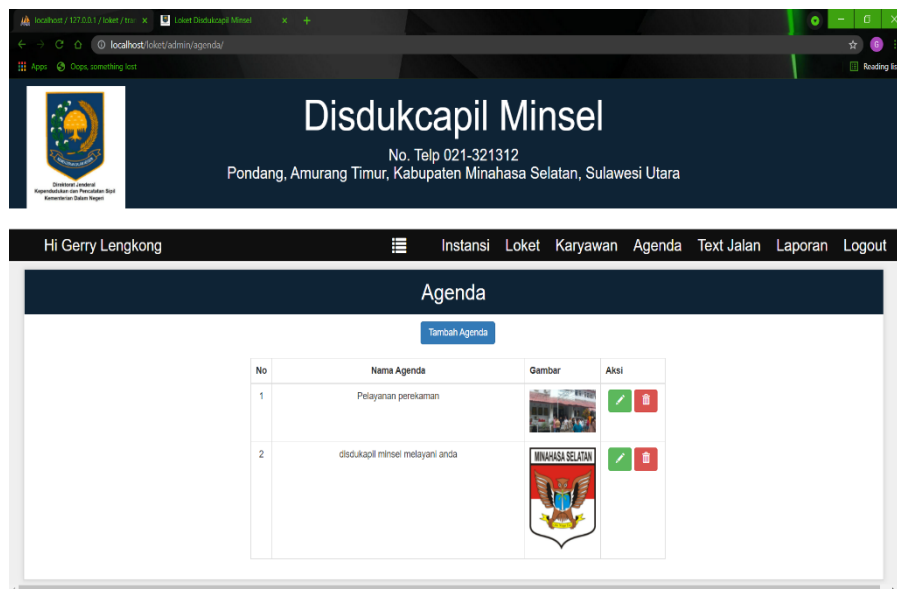 localhost / 127.0.0.1 / loket / tra
Loket Disdukcapil Minsel
localhost/loket/admin/agenda/
G
Apps
Oops, something lost
Reading lis
Disdukcapil Minsel
No. Telp 021-321312
Pondang, Amurang Timur, Kabupaten Minahasa Selatan, Sulawesi Utara
Direktorat Jenderal
Kependudukan dan Pencatatan Sipil
Kementerian Dalam Negeri
Hi Gerry Lengkong
Instansi Loket Karyawan Agenda Text Jalan Laporan Logout
Agenda
Tambah Agenda
No Nama Agenda Gambar Aksi
1 Pelayanan perekaman
2 disdukapil minsel melayani anda
MINAHASA SELATAN